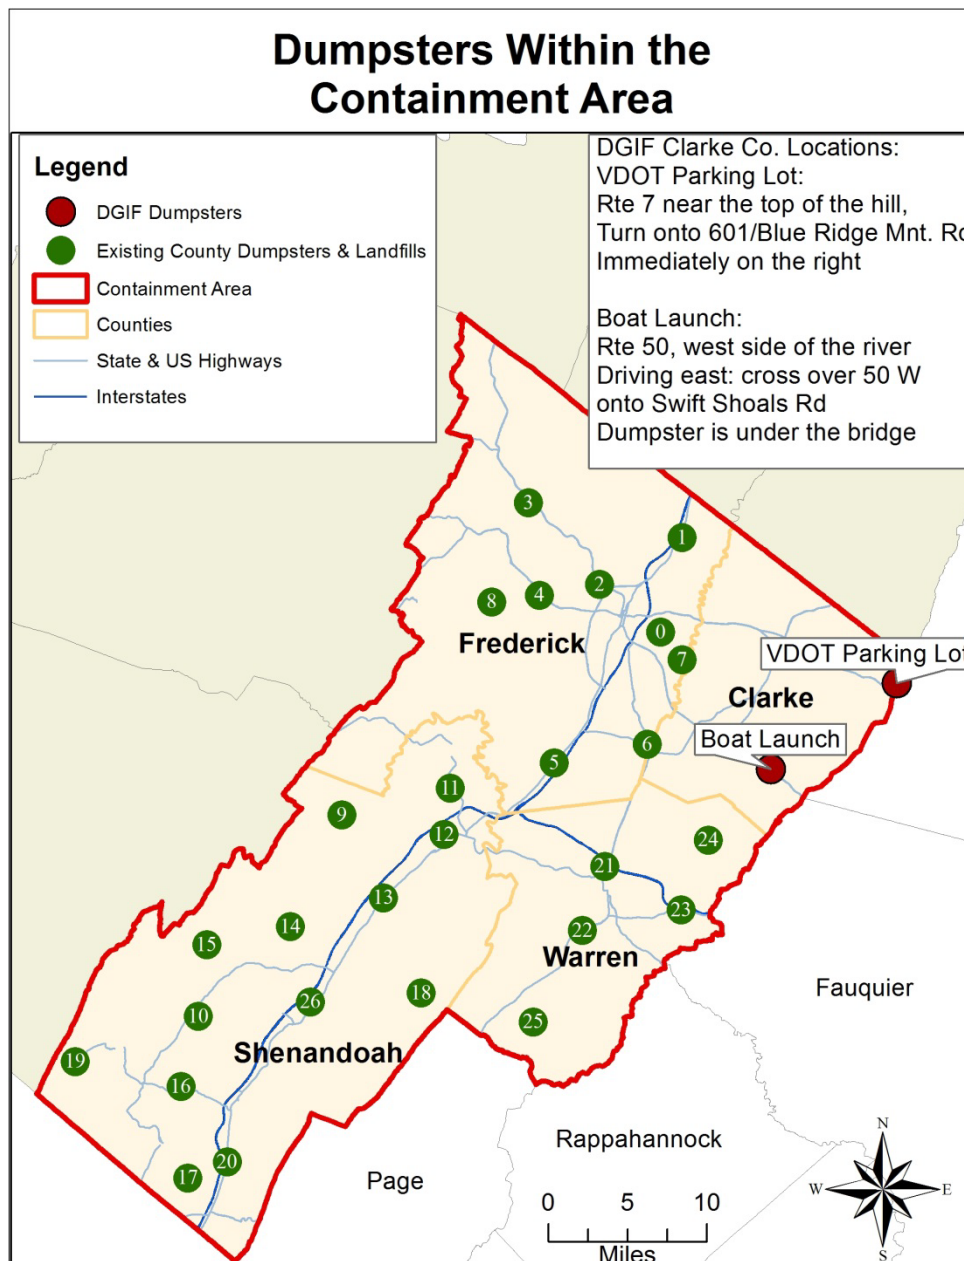 Dumpsters Within the
Containment Area
Legend
DGIF Dumpsters
Existing County Dumpsters & Landfills
Containment Area
Counties
State & US Highways
Interstates
DGIF Clarke Co. Locations:
VDOT Parking Lot:
Rte 7 near the top of the hill,
Turn onto 601/Blue Ridge Mnt. Rd
Immediately on the right
Boat Launch:
Rte 50, west side of the river
Driving east: cross over 50 W
onto Swift Shoals Rd
Dumpster is under the bridge
3
1
2
4
8
0
Frederick
7
VDOT Parking Lot
Clarke
Boat Launch
6
5
11
9
12
24
21
13
23
14
22
15
Warren
18
Fauquier
26
10
25
Shenandoah
19
16
Rappahannock
20
17
Page
N
W
E
S
0 5 10
Miles